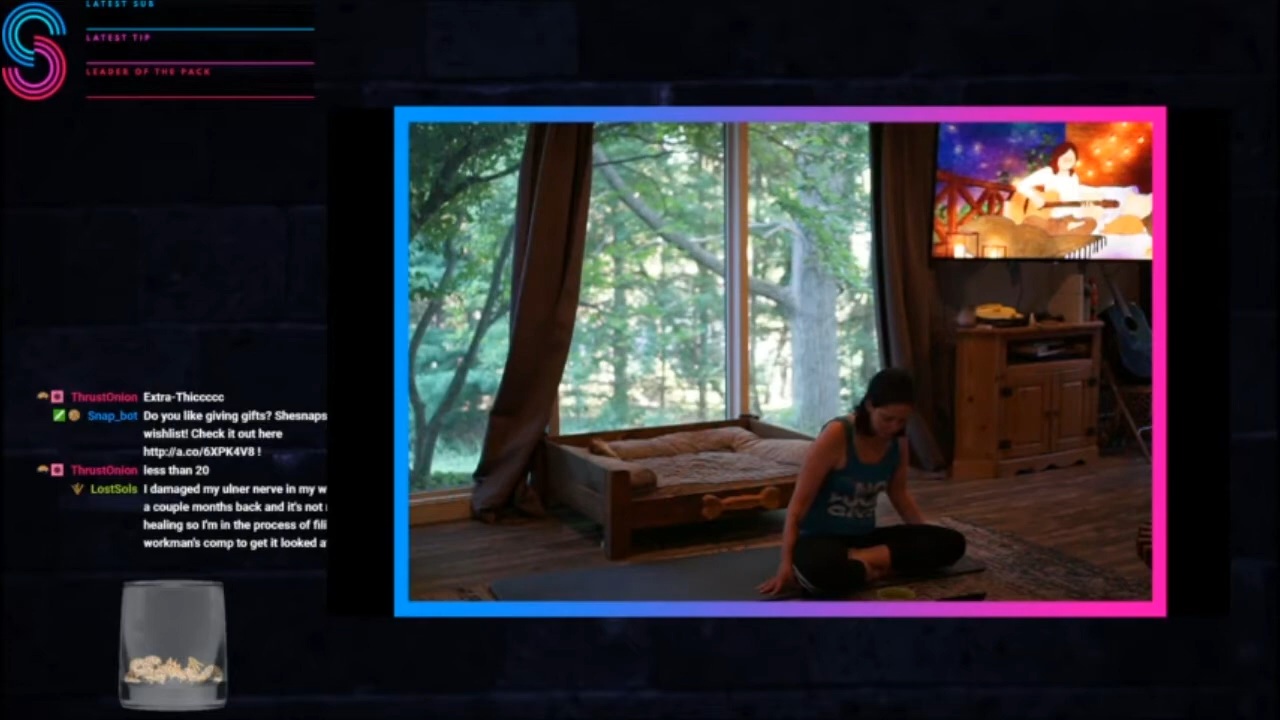 LATEST SUB
LATEST TIP
LEADER OF THE PACK
ThrustOnion Extra-Thiccccc
Snap_bot Do you like giving gifts? Shesnaps
wishlist! Check it out here
http://a.co/6XPK4V8 !
ThrustOnion less than 20
LostSols I damaged my ulner nerve in my w
a couple months back and it's not
healing so I'm in the process of fili
workman's comp to get it looked a